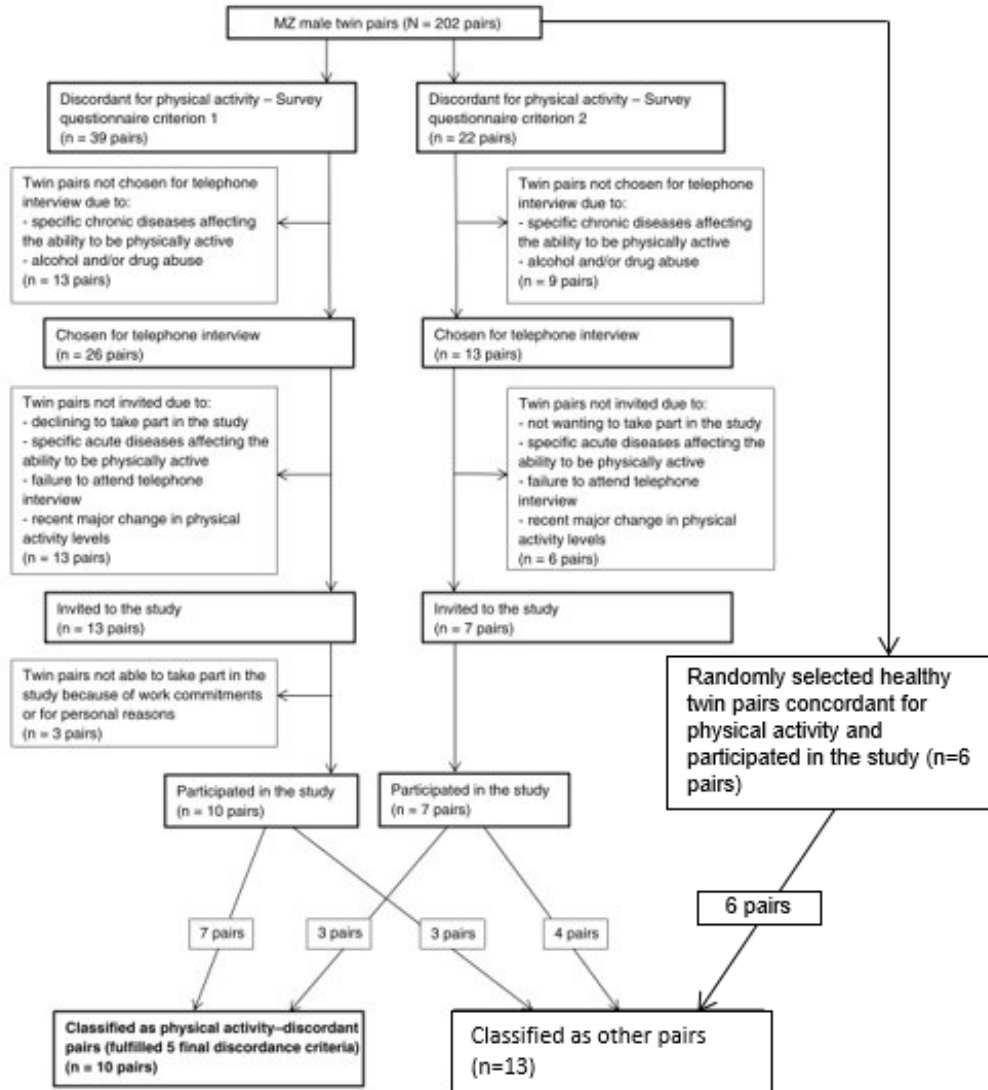 MZ male twin pairs (N = 202 pairs)
Discordant for physical activity – Survey
questionnaire criterion 1
(n = 39 pairs)
Discordant for physical activity – Survey
questionnaire criterion 2
(n = 22 pairs)
Twin pairs not chosen for telephone
interview due to:
- specific chronic diseases affecting
the ability to be physically active
- alcohol and/or drug abuse
(n = 13 pairs)
Twin pairs not chosen for telephone
interview due to:
- specific chronic diseases affecting
the ability to be physically active
- alcohol and/or drug abuse
(n = 9 pairs)
Chosen for telephone interview
(n = 26 pairs)
Chosen for telephone interview
(n = 13 pairs)
Twin pairs not invited due to:
- declining to take part in the study
- specific acute diseases affecting the
ability to be physically active
- failure to attend telephone
interview
- recent major change in physical
activity levels
(n = 13 pairs)
Twin pairs not invited due to:
- not wanting to take part in the study
- specific acute diseases affecting the
ability to be physically active
- failure to attend telephone
interview
- recent major change in physical
activity levels
(n = 6 pairs)
Invited to the study
(n = 13 pairs)
Invited to the study
(n = 7 pairs)
Twin pairs not able to take part in the
study because of work commitments
or for personal reasons
(n = 3 pairs)
Randomly selected healthy
twin pairs concordant for
physical activity and
participated in the study (n=6
pairs)
Participated in the study
(n = 10 pairs)
Participated in the study
(n = 7 pairs)
7 pairs
3 pairs
3 pairs
4 pairs
6 pairs
Classified as physical activity–discordant
pairs (fulfilled 5 final discordance criteria)
(n = 10 pairs)
Classified as other pairs
(n=13)